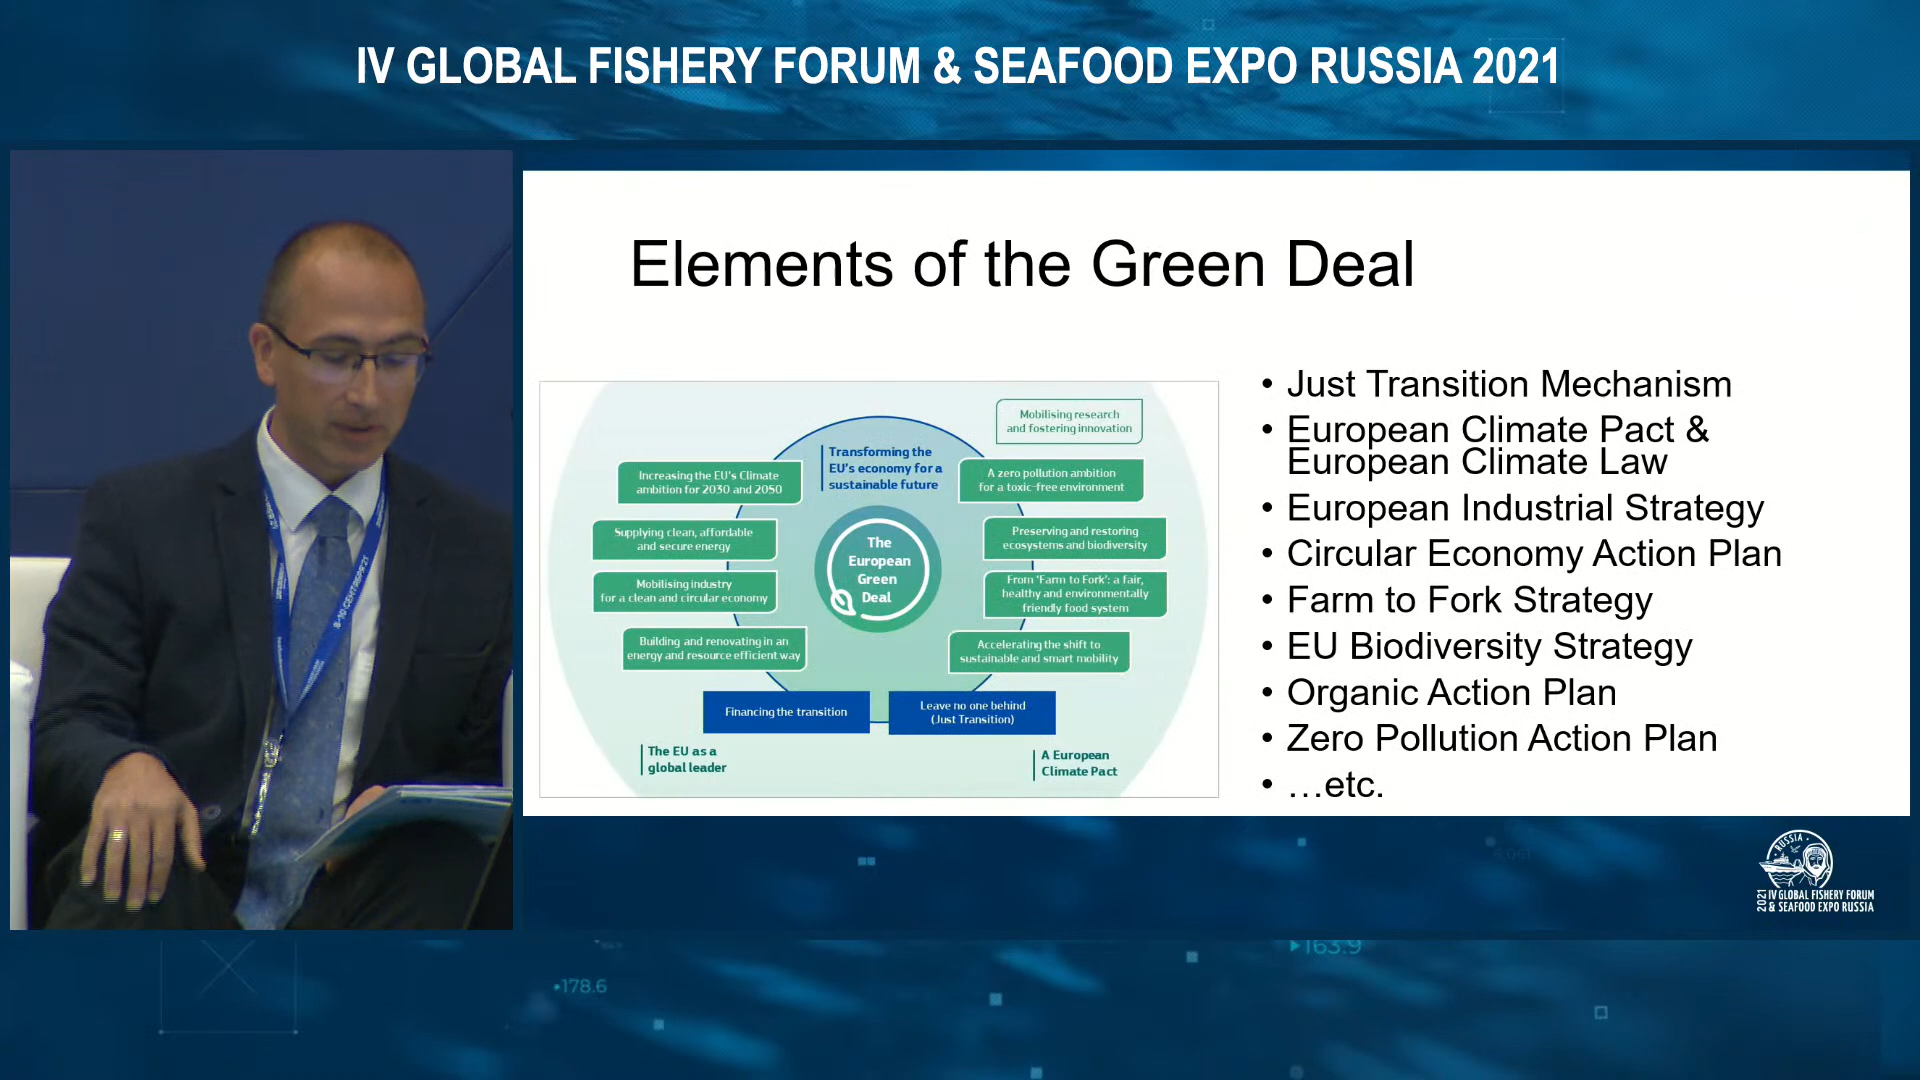 IV GLOBAL FISHERY FORUM & SEAFOOD EXPO RUSSIA 2021
Elements of the Green Deal
Mobilising research
and fostering innovation
Transforming the
EU's economy for a
sustainable future
Increasing the EU's Climate
ambition for 2030 and 2050
A zero pollution ambition
for a toxic-free environment
Supplying clean, affordable
and secure energy
Preserving and restoring
ecosystems and biodiversity
The
European
Green
Deal
Mobilising industry
for a clean and circular economy
From 'Farm to Fork': a fair,
healthy and environmentally
friendly food system
Building and renovating in an
energy and resource efficient way
Accelerating the shift to
sustainable and smart mobility
Financing the transition
Leave no one behind
(Just Transition)
The EU as a
global leader
A European
Climate Pact
• Just Transition Mechanism
• European Climate Pact &
European Climate Law
• European Industrial Strategy
• Circular Economy Action Plan
• Farm to Fork Strategy
• EU Biodiversity Strategy
• Organic Action Plan
• Zero Pollution Action Plan
• …etc.
RUSSIA
2021
IV GLOBAL FISHERY FORUM
& SEAFOOD EXPO RUSSIA
163.9
178.6